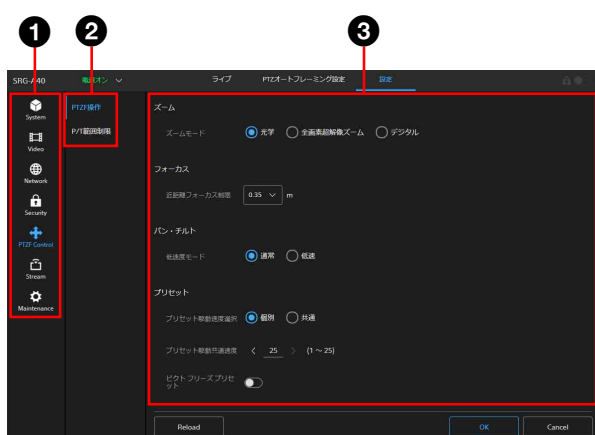 1
2
3
SRG-A40
電源オン
ライブ
PTZオートフレーミング設定
設定
System
Video
Network
Security
PTZF Control
Stream
Maintenance
PTZF操作
P/T範囲制限
ズーム
ズームモード
光学
全画素超解像ズーム
デジタル
フォーカス
近距離フォーカス制限
0.35
m
パン・チルト
低速度モード
通常
低速
プリセット
プリセット駆動速度選択
個別
共通
プリセット駆動共通速度
< 25 > (1 ~ 25)
ピクト フリーズ プリセ
ット
Reload
OK
Cancel